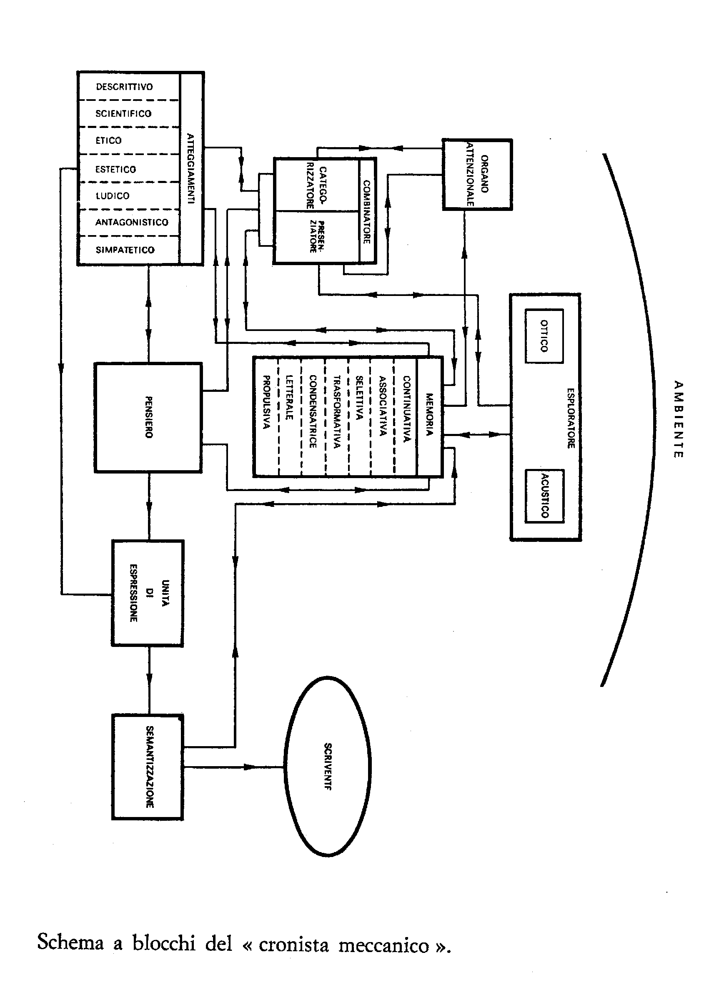 AMBIENTE
ESPLORATORE
OTTICO
ACUSTICO
ORGANO
ATTENZIONALE
COMBINATORE
CATEGO-
RIZZATORE
PRESEN-
ZIATORE
MEMORIA
CONTINUATIVA
ASSOCIATIVA
SELETTIVA
TRASFORMATIVA
CONDENSATRICE
LETTERALE
PROPULSIVA
ATTEGGIAMENTI
DESCRITTIVO
SCIENTIFICO
ETICO
ESTETICO
LUDICO
ANTAGONISTICO
SIMPATETICO
PENSIERO
UNITÀ
DI
ESPRESSIONE
SEMANTIZZAZIONE
SCRIVENTE
Schema a blocchi del « cronista meccanico ».